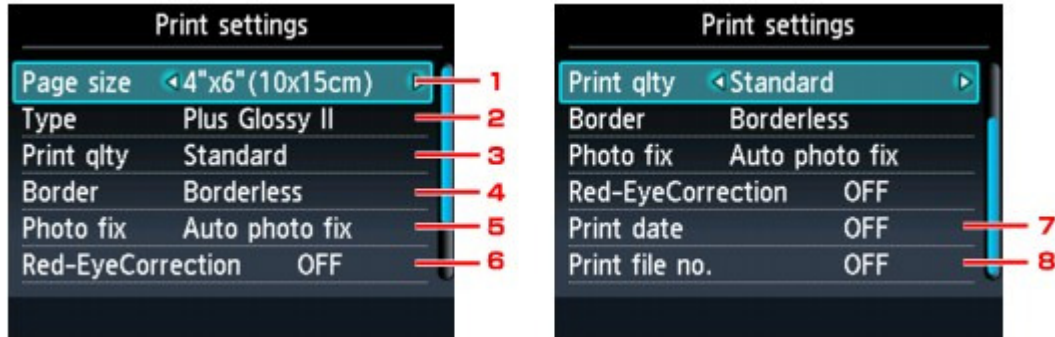 Print settings
Page size 4"x6"(10x15cm) 1
Type Plus Glossy II 2
Print qlty Standard 3
Border Borderless 4
Photo fix Auto photo fix 5
Red-EyeCorrection OFF 6
Print settings
Print qlty Standard
Border Borderless
Photo fix Auto photo fix
Red-EyeCorrection OFF
Print date OFF 7
Print file no. OFF 8